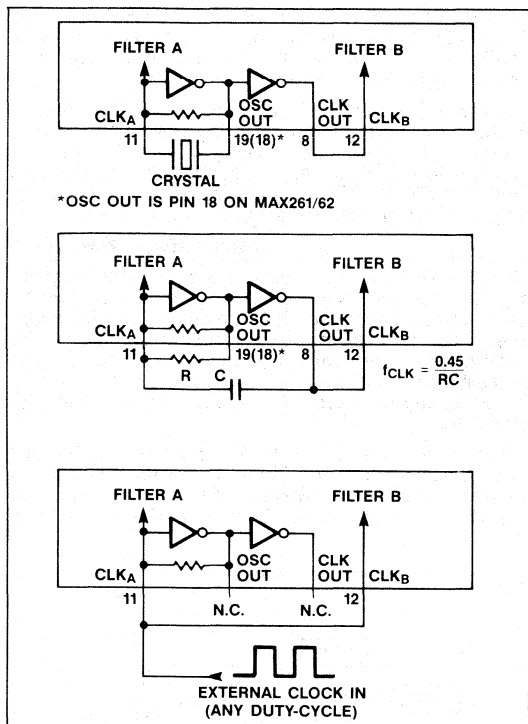 FILTER A FILTER B
OSC CLK
CLKA OUT OUT CLKB
11 19(18)* 8 12
CRYSTAL
*OSC OUT IS PIN 18 ON MAX261/62
FILTER A FILTER B
OSC CLK
CLKA OUT OUT CLKB
11 19(18)* 8 12
R C
fCLK = 0.45
RC
FILTER A FILTER B
OSC CLK
CLKA OUT OUT CLKB
11 N.C. N.C. 12
EXTERNAL CLOCK IN
(ANY DUTY-CYCLE)